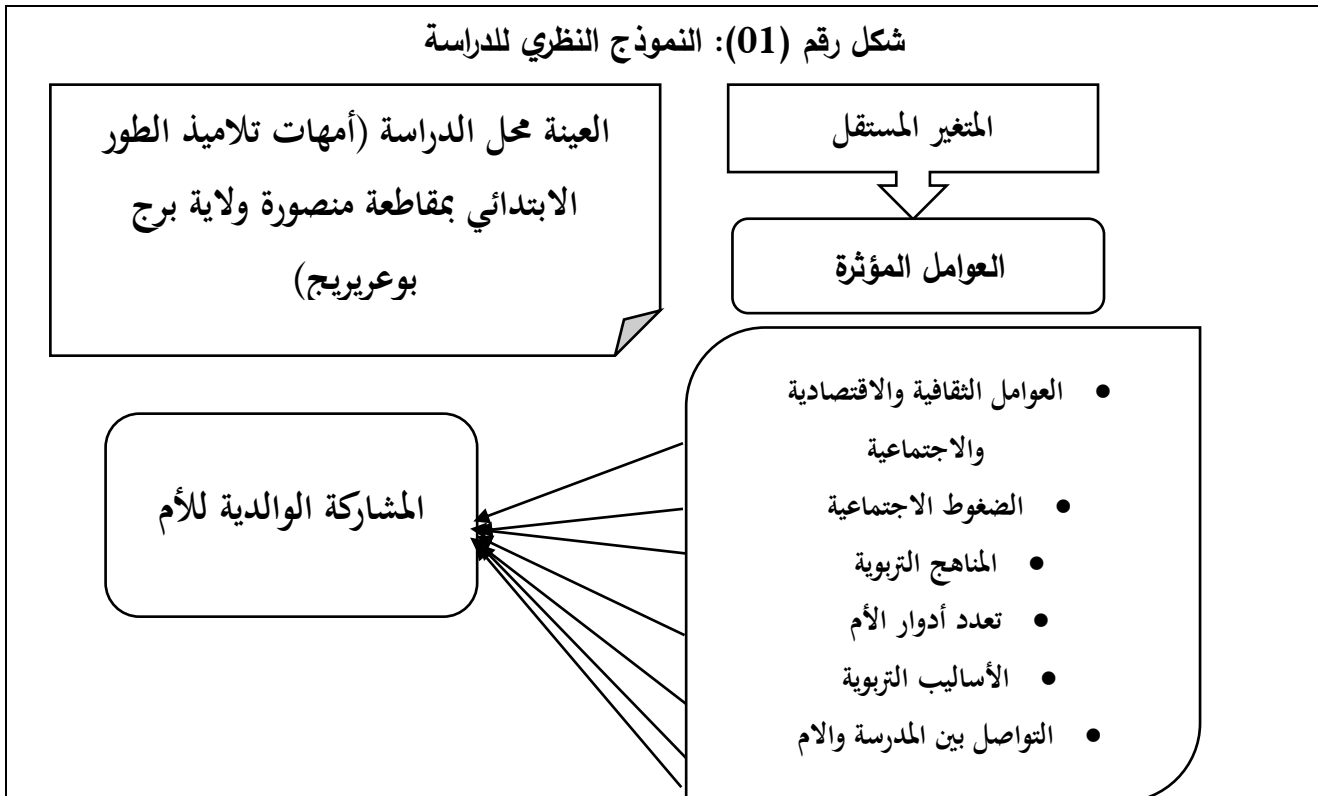 شكل رقم (01): النموذج النظري للدراسة
المتغير المستقل
العينة محل الدراسة (أمهات تلاميذ الطور
الابتدائي بمقاطعة منصورة ولاية برج
بوعريريج)
العوامل المؤثرة
● العوامل الثقافية والاقتصادية
والاجتماعية
● الضغوط الاجتماعية
● المناهج التربوية
● تعدد أدوار الأم
● الأساليب التربوية
● التواصل بين المدرسة والام
المشاركة الوالدية للأم